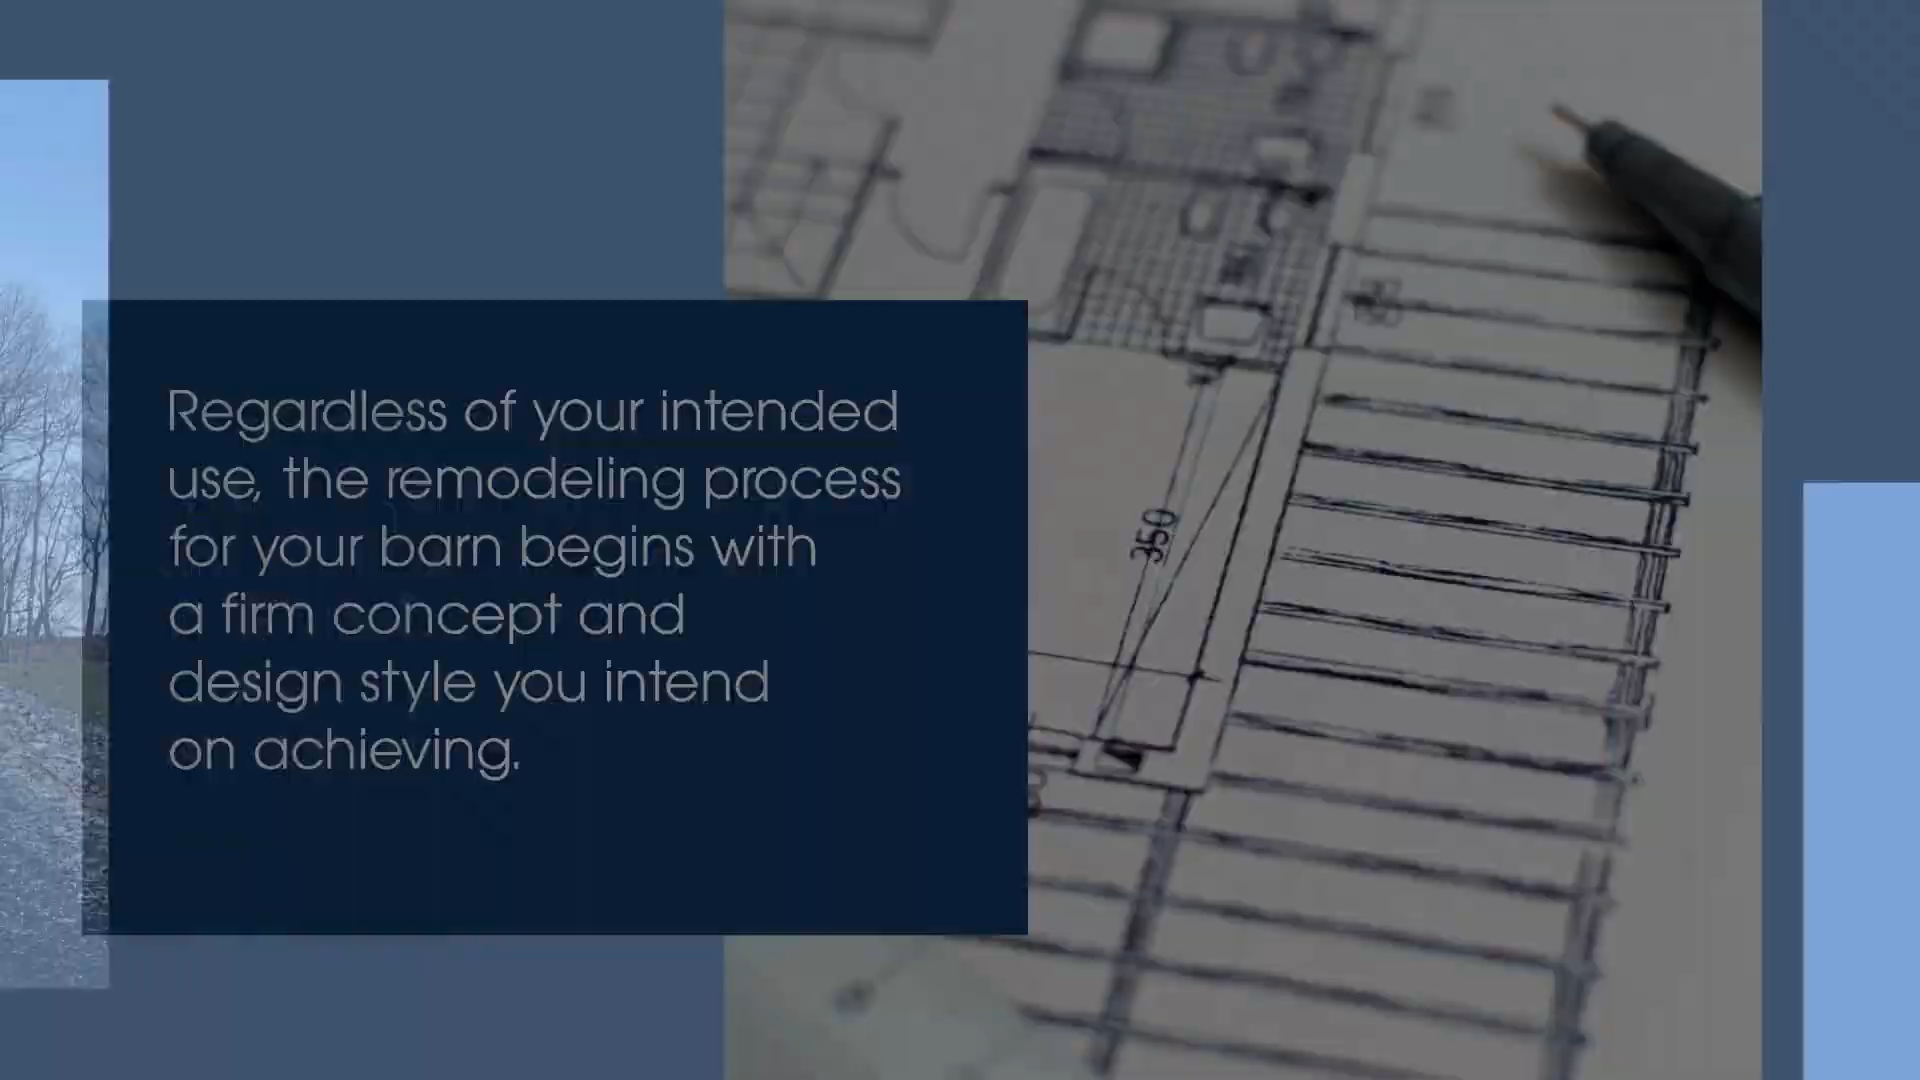 Regardless of your intended
use, the remodeling process
for your barn begins with
a firm concept and
design style you intend
on achieving.
350